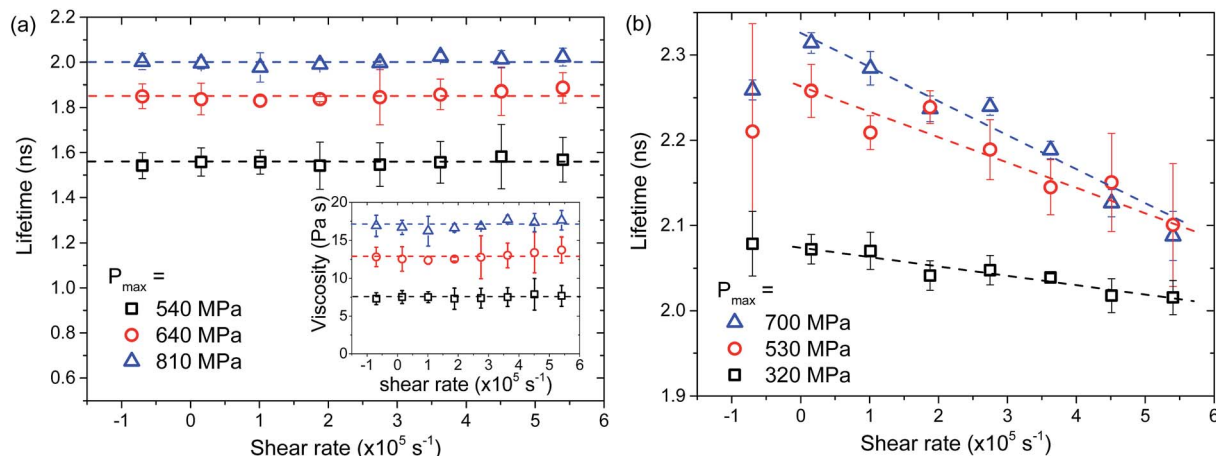 (a)
2.2
2.0
1.8
1.6
1.4
1.2
1.0
0.8
0.6
Lifetime (ns)
P_max =
540 MPa
640 MPa
810 MPa
-1 0 1 2 3 4 5 6
Shear rate (x10⁵ s⁻¹)
20
15
10
5
0
Viscosity (Pa s)
-1 0 1 2 3 4 5 6
shear rate (x10⁵ s⁻¹)
(b)
2.3
2.2
2.1
2.0
1.9
Lifetime (ns)
P_max =
700 MPa
530 MPa
320 MPa
-1 0 1 2 3 4 5 6
Shear rate (x10⁵ s⁻¹)